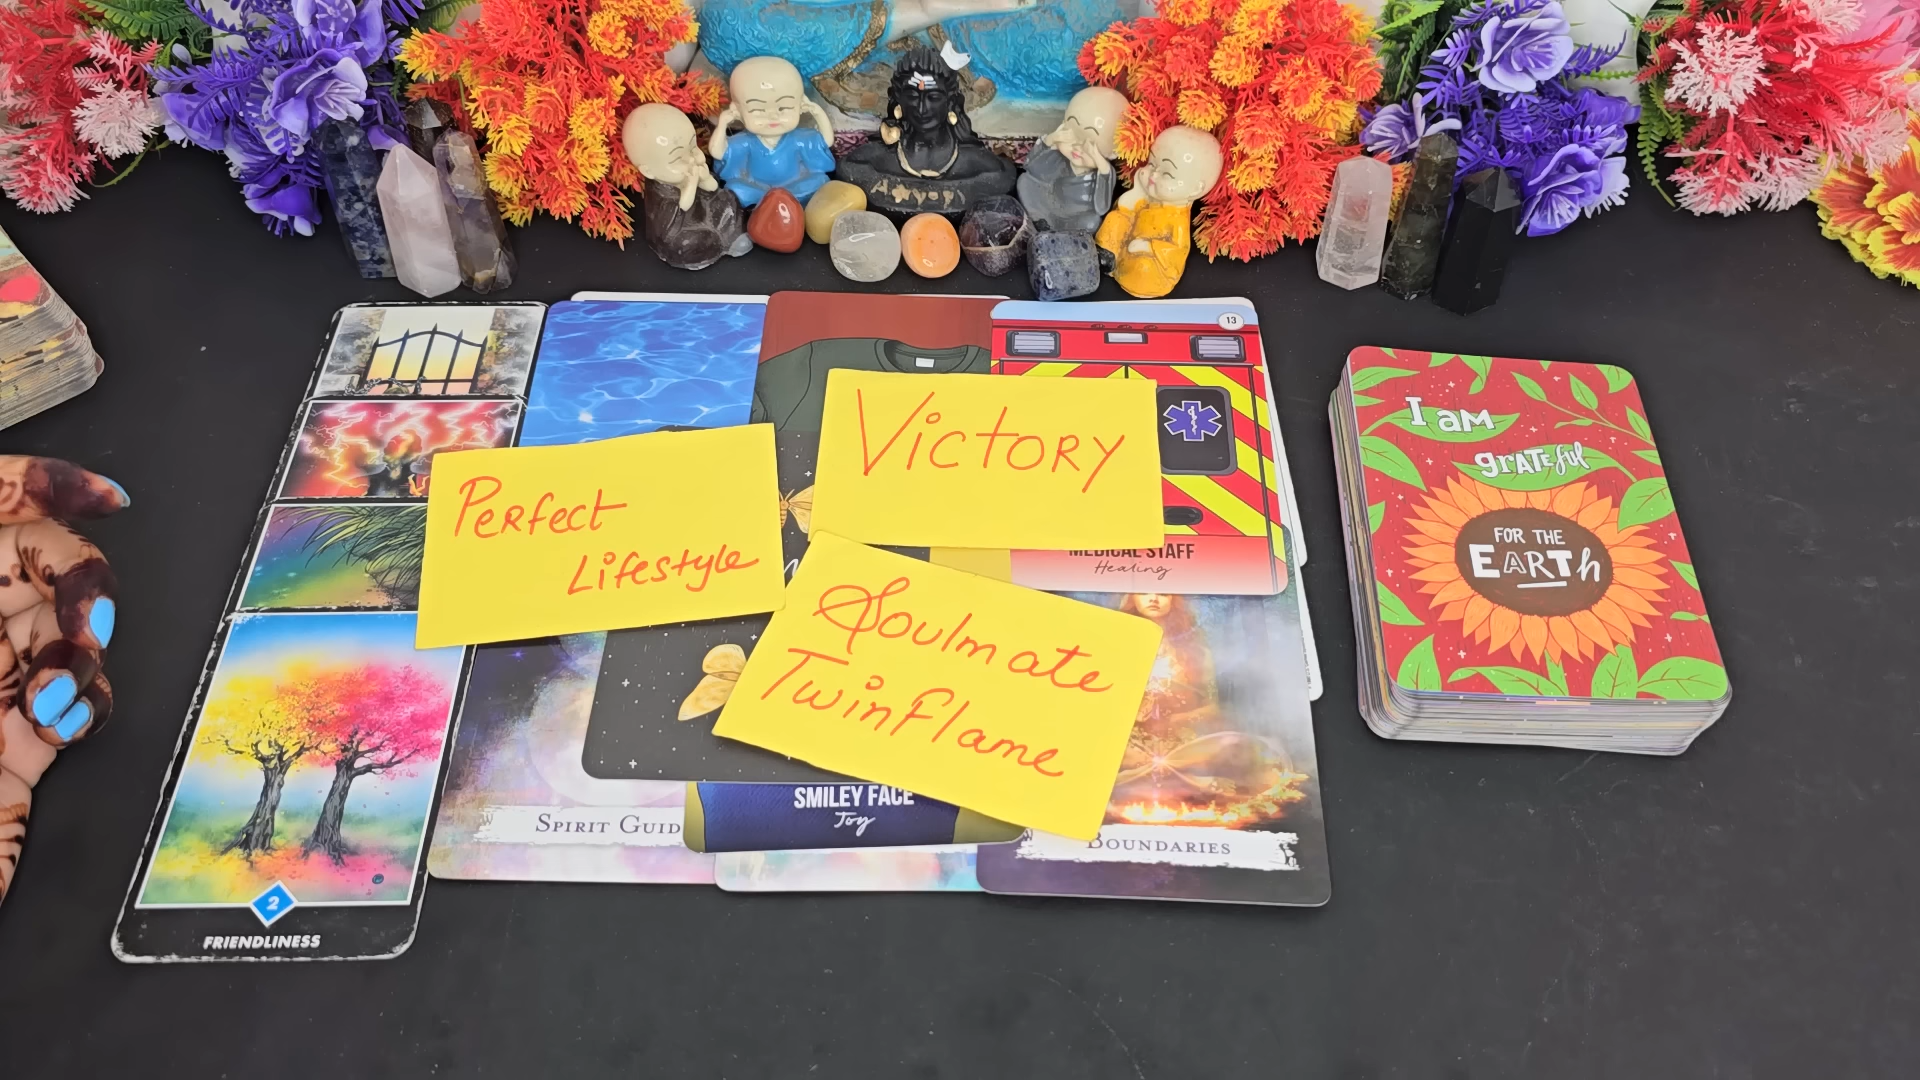 Adiyogi
13
I am
grateful
FOR THE
EARTh
VICTORY
Perfect
Lifestyle
MEDICAL STAFF
Healing
Soulmate
TwinFlame
SMILEY FACE
Joy
SPIRIT GUID
BOUNDARIES
2
FRIENDLINESS